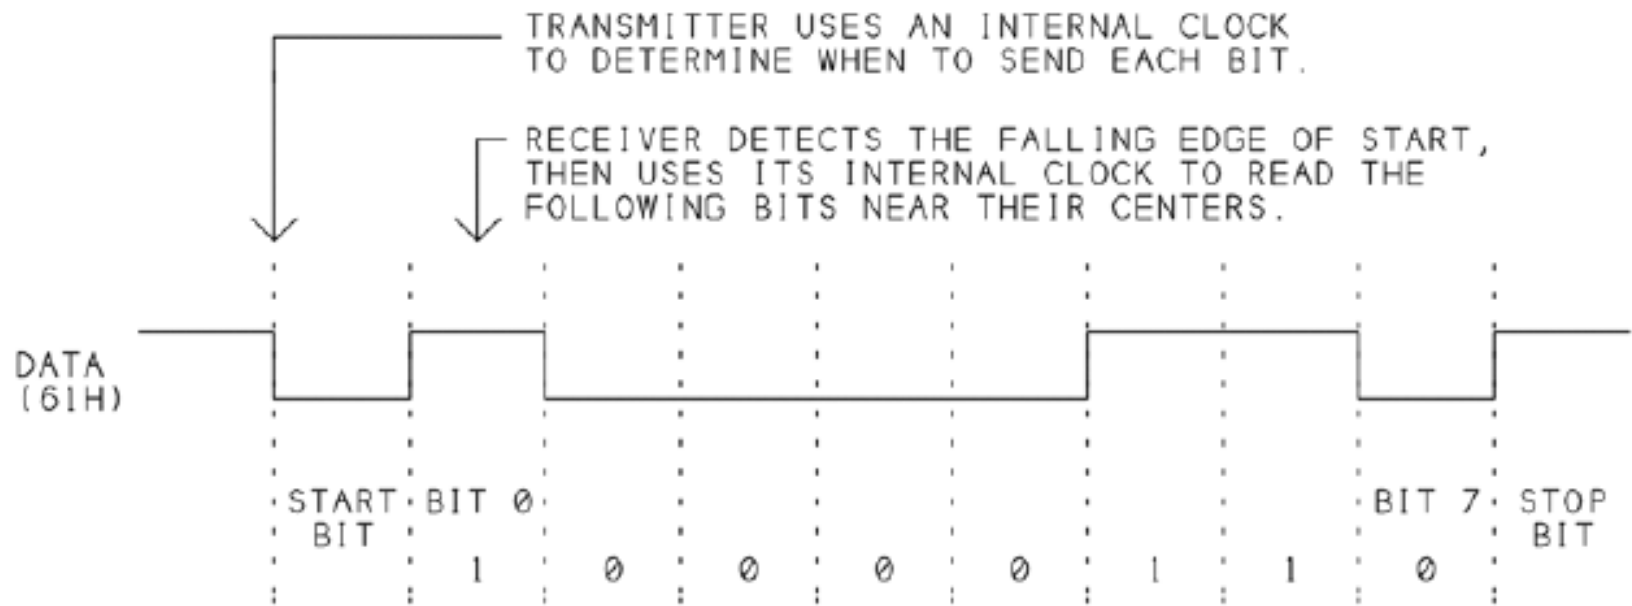 TRANSMITTER USES AN INTERNAL CLOCK
TO DETERMINE WHEN TO SEND EACH BIT.
RECEIVER DETECTS THE FALLING EDGE OF START,
THEN USES ITS INTERNAL CLOCK TO READ THE
FOLLOWING BITS NEAR THEIR CENTERS.
DATA
(61H)
START BIT 0 BIT 7 STOP
BIT BIT
1 0 0 0 0 1 1 0